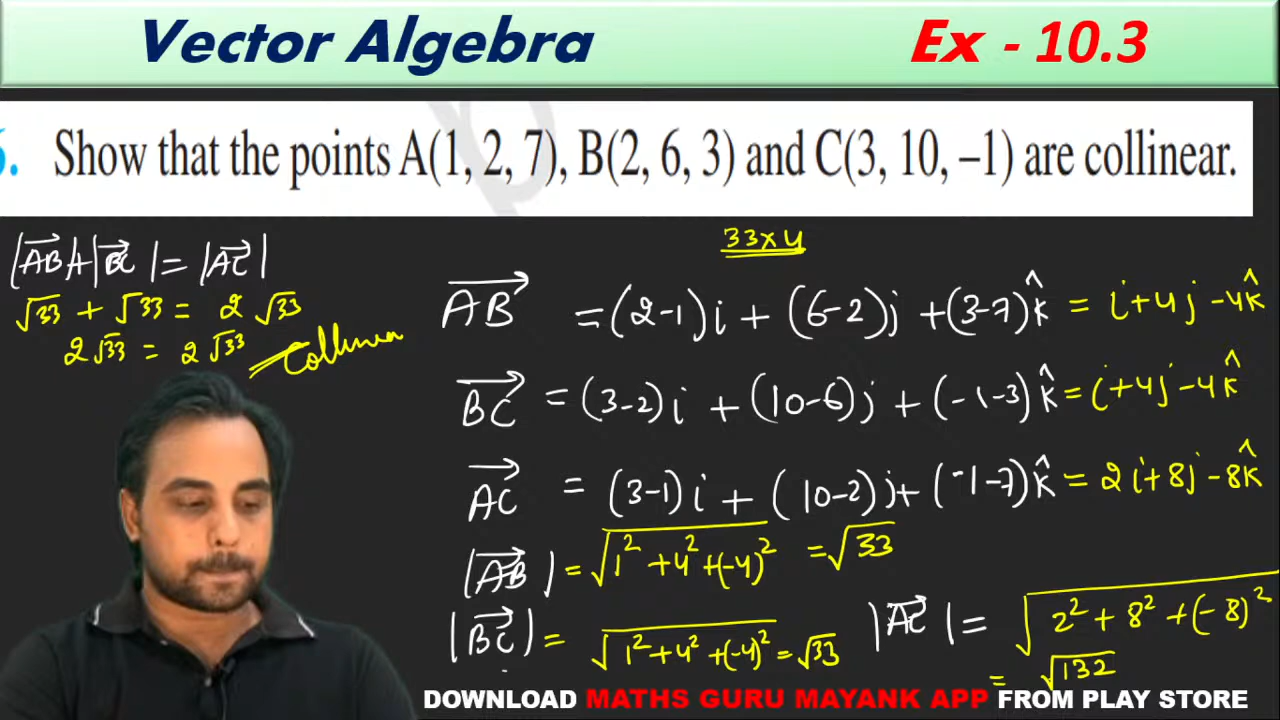 Vector Algebra Ex - 10.3
Show that the points A(1, 2, 7), B(2, 6, 3) and C(3, 10, –1) are collinear.
33×4
|AB|+|BC| = |AC|
√33 + √33 = 2√33
2√33 = 2√33 Collinear
AB = (2-1)i + (6-2)j + (3-7)k̂ = i+4j-4k̂
BC = (3-2)i + (10-6)j + (-1-3)k̂ = i+4j-4k̂
AC = (3-1)i + (10-2)j + (-1-7)k̂ = 2i+8j-8k̂
|AB| = √1²+4²+(-4)² = √33
|BC| = √1²+4²+(-4)² = √33
|AC| = √2²+8²+(-8)²
= √132
DOWNLOAD MATHS GURU MAYANK APP FROM PLAY STORE